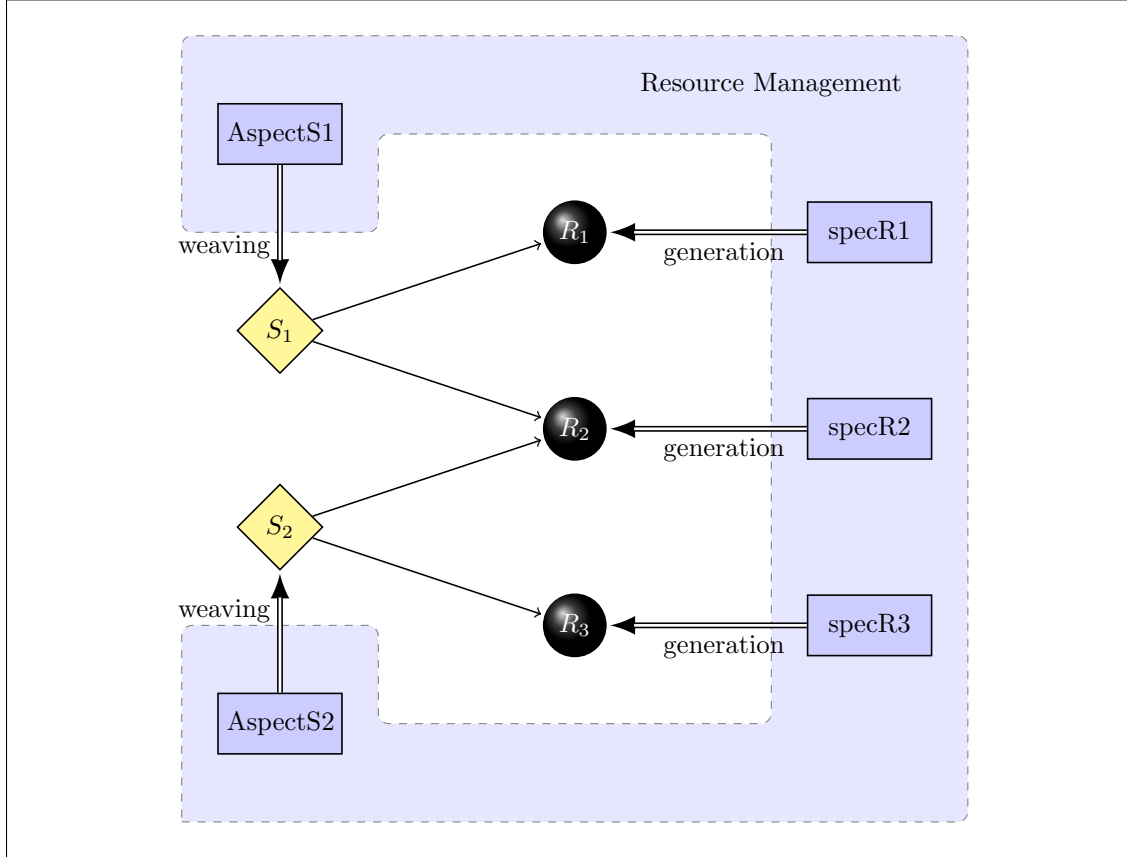 Resource Management
AspectS1
weaving
R₁
specR1
generation
S₁
R₂
specR2
generation
S₂
weaving
R₃
specR3
generation
AspectS2